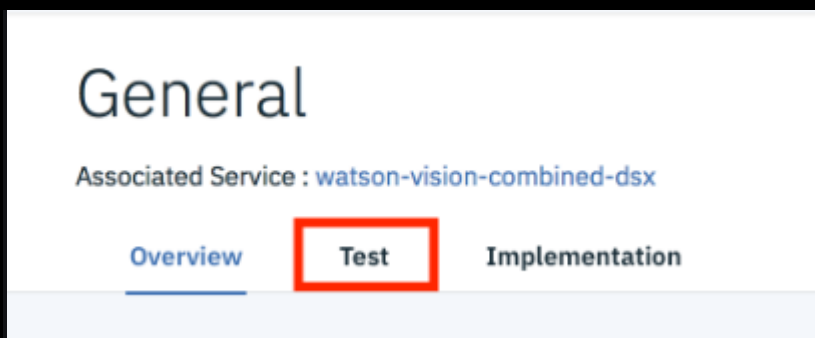 General
Associated Service : watson-vision-combined-dsx
Overview Test Implementation